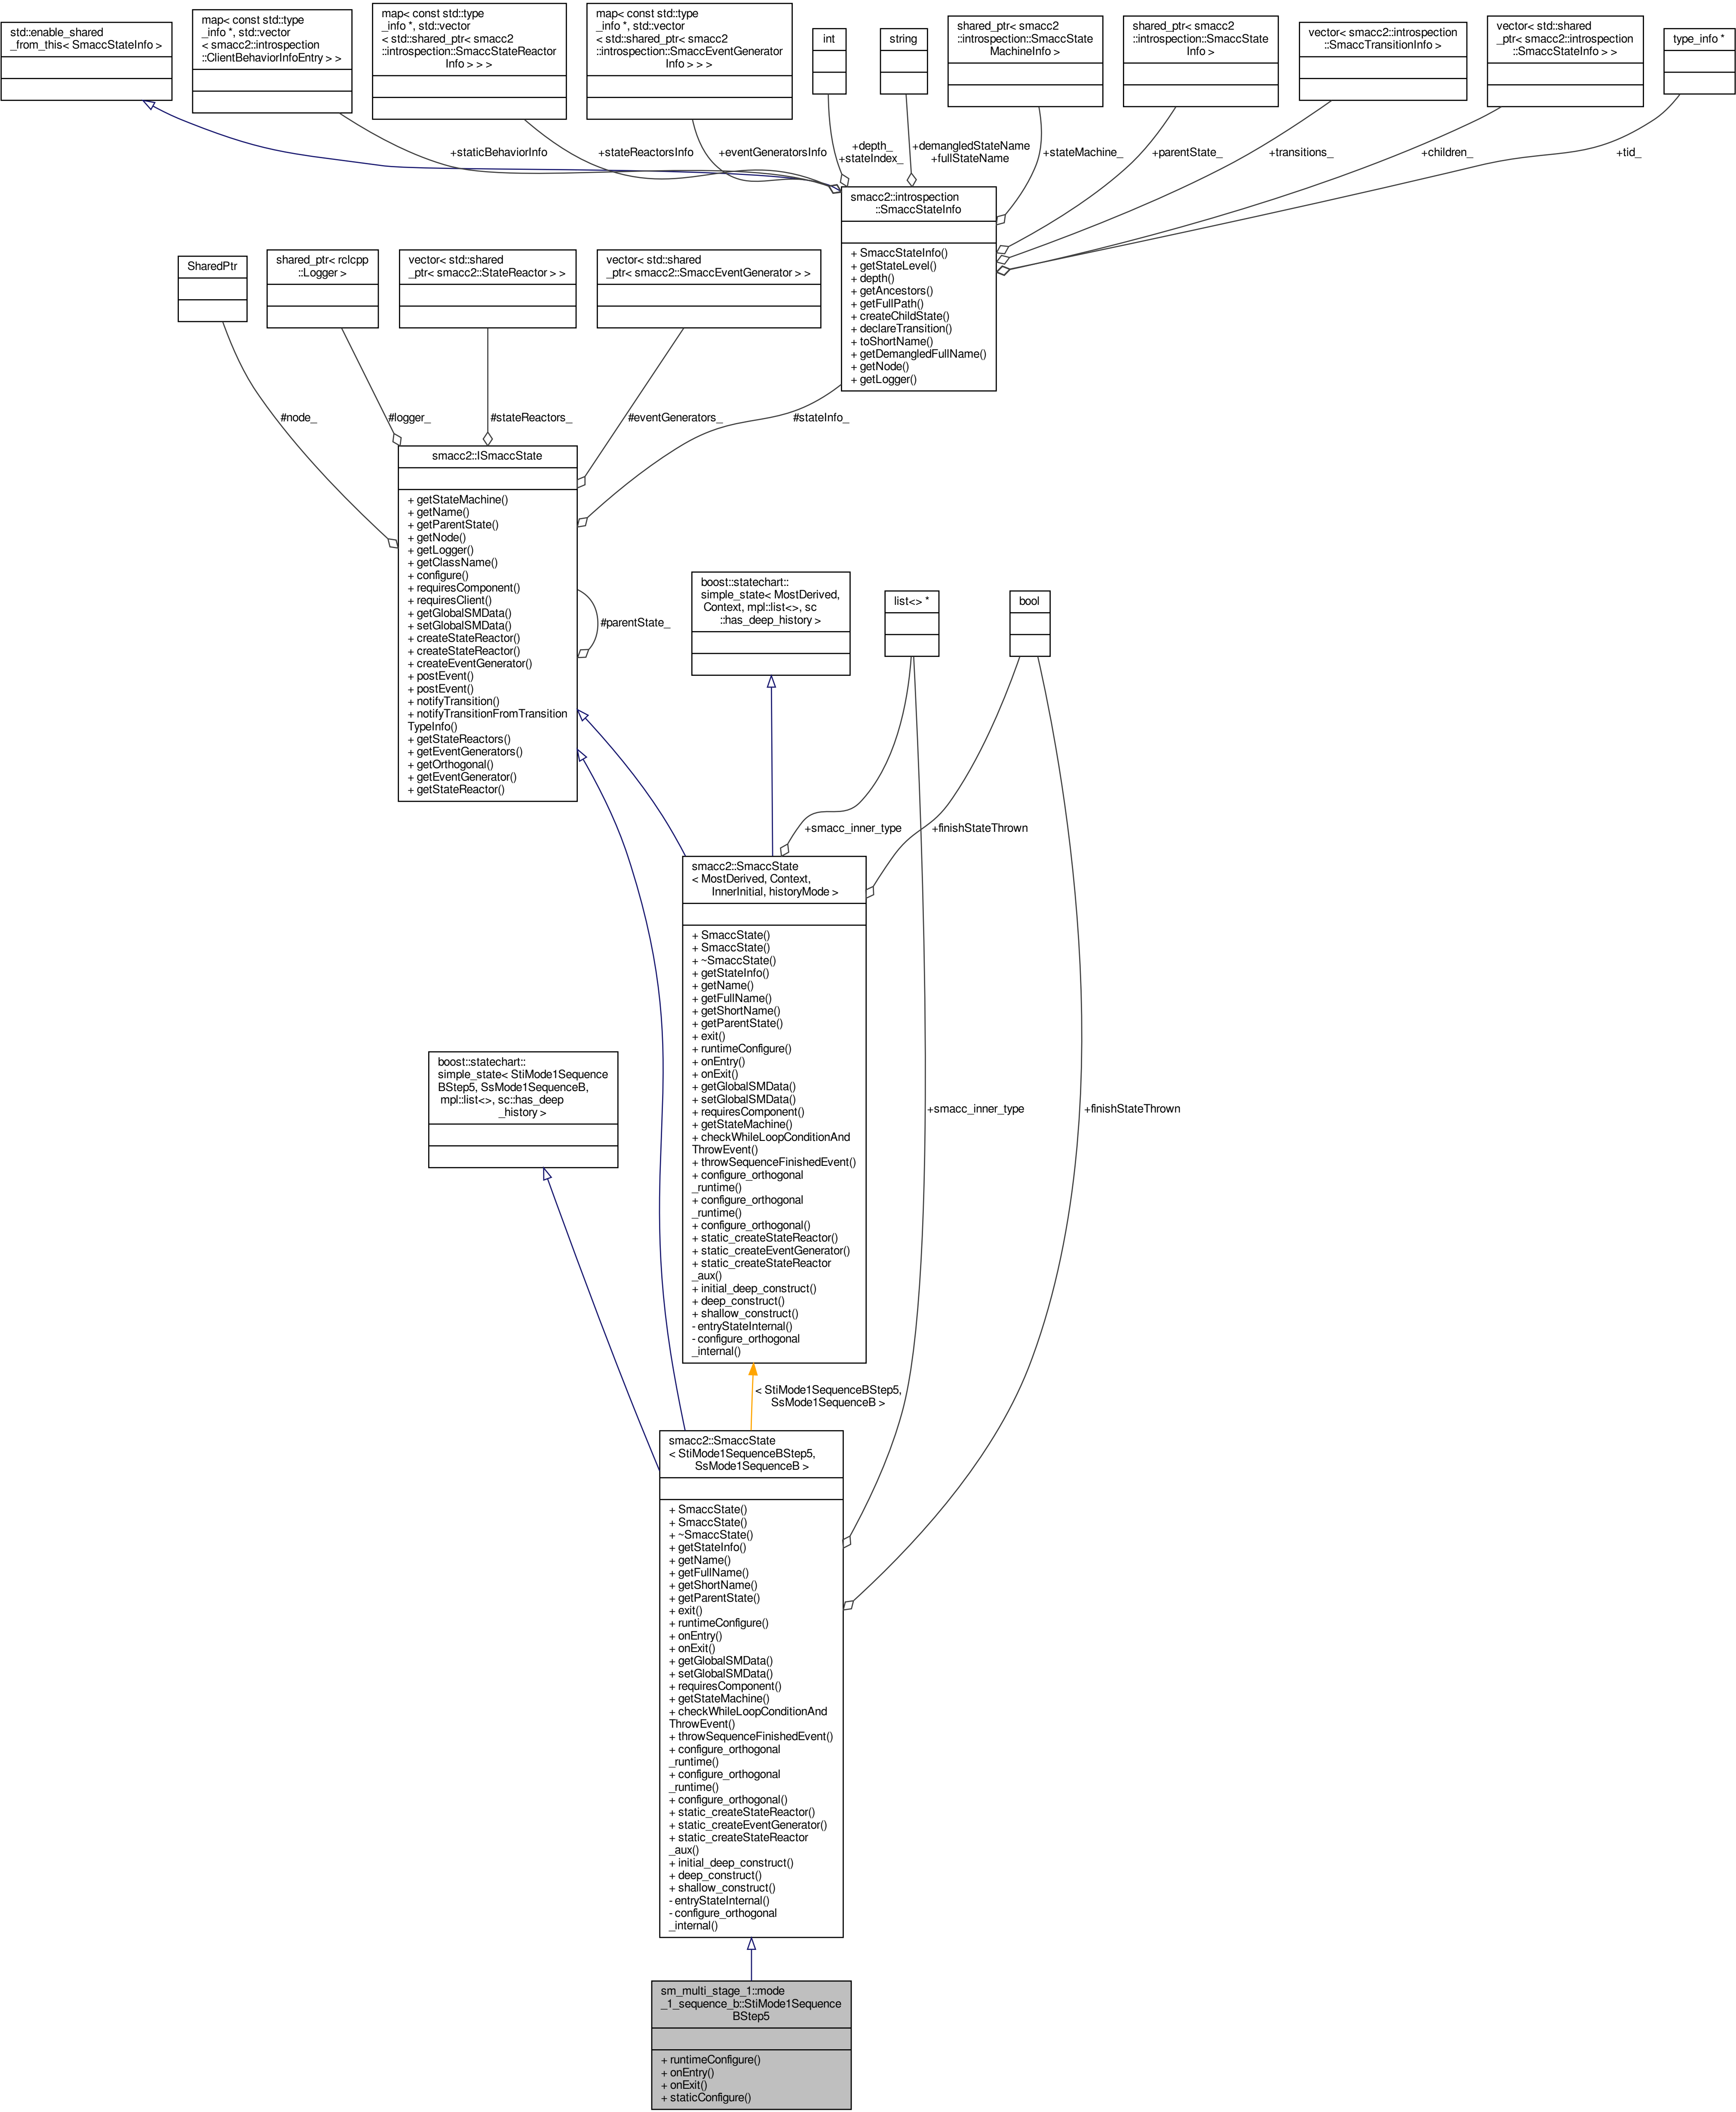 std::enable_shared
_from_this< SmaccStateInfo >
map< const std::type
_info *, std::vector
< smacc2::introspection
::ClientBehaviorInfoEntry > >
map< const std::type
_info *, std::vector
< std::shared_ptr< smacc2
::introspection::SmaccStateReactor
Info > > >
map< const std::type
_info *, std::vector
< std::shared_ptr< smacc2
::introspection::SmaccEventGenerator
Info > > >
int
string
shared_ptr< smacc2
::introspection::SmaccState
MachineInfo >
shared_ptr< smacc2
::introspection::SmaccState
Info >
vector< smacc2::introspection
::SmaccTransitionInfo >
vector< std::shared
_ptr< smacc2::introspection
::SmaccStateInfo > >
type_info *
+staticBehaviorInfo
+stateReactorsInfo
+eventGeneratorsInfo
+depth_
+stateIndex_
+demangledStateName
+fullStateName
+stateMachine_
+parentState_
+transitions_
+children_
+tid_
smacc2::introspection
::SmaccStateInfo
+ SmaccStateInfo()
+ getStateLevel()
+ depth()
+ getAncestors()
+ getFullPath()
+ createChildState()
+ declareTransition()
+ toShortName()
+ getDemangledFullName()
+ getNode()
+ getLogger()
SharedPtr
shared_ptr< rclcpp
::Logger >
vector< std::shared
_ptr< smacc2::StateReactor > >
vector< std::shared
_ptr< smacc2::SmaccEventGenerator > >
#node_
#logger_
#stateReactors_
#eventGenerators_
#stateInfo_
smacc2::ISmaccState
+ getStateMachine()
+ getName()
+ getParentState()
+ getNode()
+ getLogger()
+ getClassName()
+ configure()
+ requiresComponent()
+ requiresClient()
+ getGlobalSMData()
+ setGlobalSMData()
+ createStateReactor()
+ createStateReactor()
+ createEventGenerator()
+ postEvent()
+ postEvent()
+ notifyTransition()
+ notifyTransitionFromTransition
TypeInfo()
+ getStateReactors()
+ getEventGenerators()
+ getOrthogonal()
+ getEventGenerator()
+ getStateReactor()
#parentState_
boost::statechart::
simple_state< MostDerived,
Context, mpl::list<>, sc
::has_deep_history >
list<> *
bool
+smacc_inner_type
+finishStateThrown
smacc2::SmaccState
< MostDerived, Context,
InnerInitial, historyMode >
+ SmaccState()
+ SmaccState()
+ ~SmaccState()
+ getStateInfo()
+ getName()
+ getFullName()
+ getShortName()
+ getParentState()
+ exit()
+ runtimeConfigure()
+ onEntry()
+ onExit()
+ getGlobalSMData()
+ setGlobalSMData()
+ requiresComponent()
+ getStateMachine()
+ checkWhileLoopConditionAnd
ThrowEvent()
+ throwSequenceFinishedEvent()
+ configure_orthogonal
_runtime()
+ configure_orthogonal
_runtime()
+ configure_orthogonal()
+ static_createStateReactor()
+ static_createEventGenerator()
+ static_createStateReactor
_aux()
+ initial_deep_construct()
+ deep_construct()
+ shallow_construct()
- entryStateInternal()
- configure_orthogonal
_internal()
boost::statechart::
simple_state< StiMode1Sequence
BStep5, SsMode1SequenceB,
mpl::list<>, sc::has_deep
_history >
+smacc_inner_type
+finishStateThrown
< StiMode1SequenceBStep5,
SsMode1SequenceB >
smacc2::SmaccState
< StiMode1SequenceBStep5,
SsMode1SequenceB >
+ SmaccState()
+ SmaccState()
+ ~SmaccState()
+ getStateInfo()
+ getName()
+ getFullName()
+ getShortName()
+ getParentState()
+ exit()
+ runtimeConfigure()
+ onEntry()
+ onExit()
+ getGlobalSMData()
+ setGlobalSMData()
+ requiresComponent()
+ getStateMachine()
+ checkWhileLoopConditionAnd
ThrowEvent()
+ throwSequenceFinishedEvent()
+ configure_orthogonal
_runtime()
+ configure_orthogonal
_runtime()
+ configure_orthogonal()
+ static_createStateReactor()
+ static_createEventGenerator()
+ static_createStateReactor
_aux()
+ initial_deep_construct()
+ deep_construct()
+ shallow_construct()
- entryStateInternal()
- configure_orthogonal
_internal()
sm_multi_stage_1::mode
_1_sequence_b::StiMode1Sequence
BStep5
+ runtimeConfigure()
+ onEntry()
+ onExit()
+ staticConfigure()